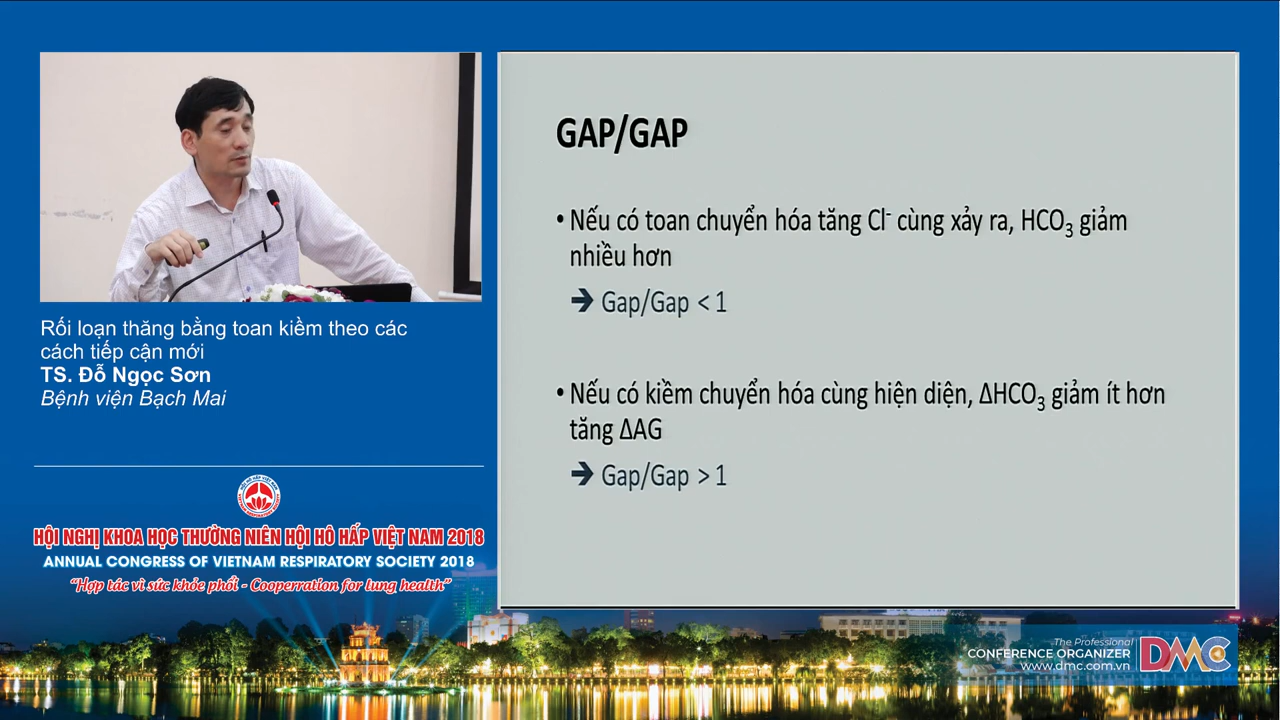 Rối loạn thăng bằng toan kiềm theo các
cách tiếp cận mới
TS. Đỗ Ngọc Sơn
Bệnh viện Bạch Mai
HỘI NGHỊ KHOA HỌC THƯỜNG NIÊN HỘI HÔ HẤP VIỆT NAM 2018
ANNUAL CONGRESS OF VIETNAM RESPIRATORY SOCIETY 2018
“Hợp tác vì sức khỏe phổi - Cooperration for lung health”
GAP/GAP
• Nếu có toan chuyển hóa tăng Cl⁻ cùng xảy ra, HCO₃ giảm
nhiều hơn
➔ Gap/Gap < 1
• Nếu có kiềm chuyển hóa cùng hiện diện, ΔHCO₃ giảm ít hơn
tăng ΔAG
➔ Gap/Gap > 1
The Professional
CONFERENCE ORGANIZER
www.dmc.com.vn
DMC